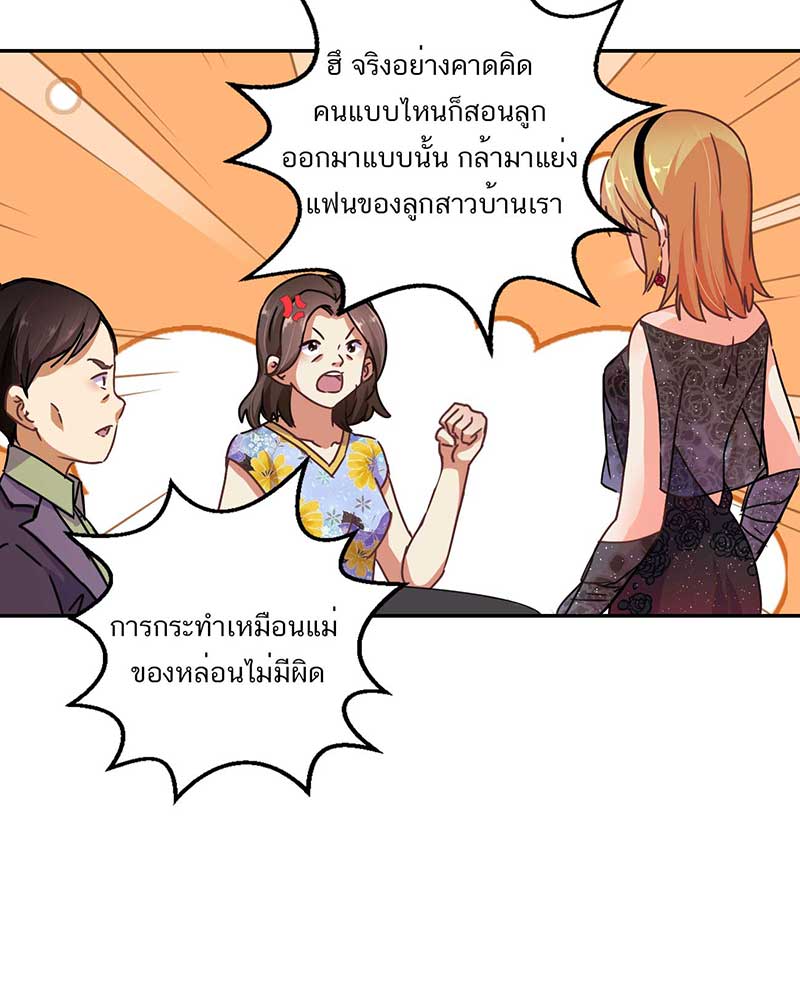 ฮึ จริงอย่างคาดคิด
คนแบบไหนก็สอนลูก
ออกมาแบบนั้น กล้ามาแย่ง
แฟนของลูกสาวบ้านเรา
การกระทำเหมือนแม่
ของหล่อนไม่มีผิด